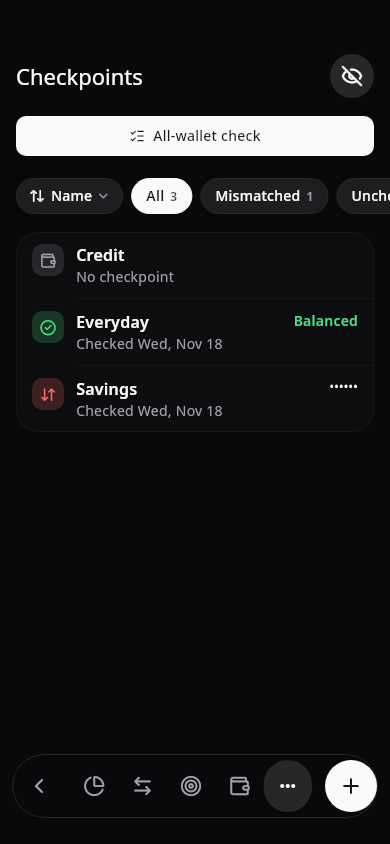 Checkpoints
All-wallet check
Name
All 3
Mismatched 1
Credit
No checkpoint
Everyday
Balanced
Checked Wed, Nov 18
Savings
••••••
Checked Wed, Nov 18